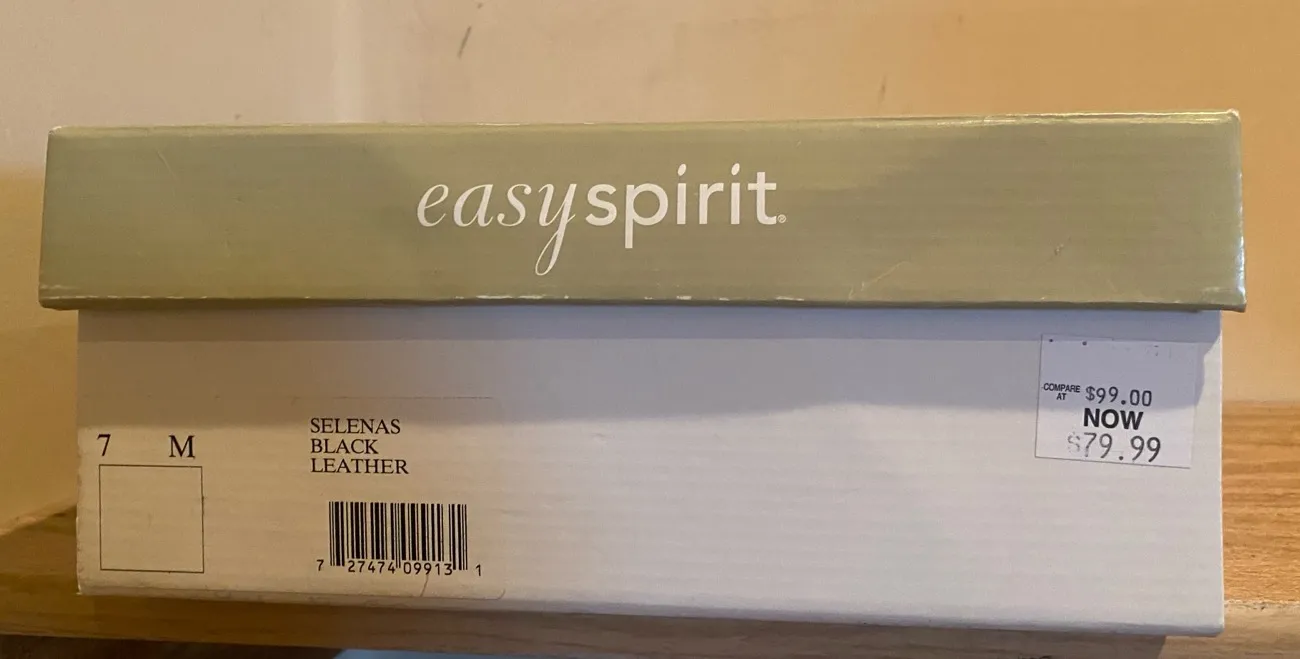 easyspirit®
7 M
SELENAS
BLACK
LEATHER
7 27474 09913 1
COMPARE AT $99.00
NOW
$79.99